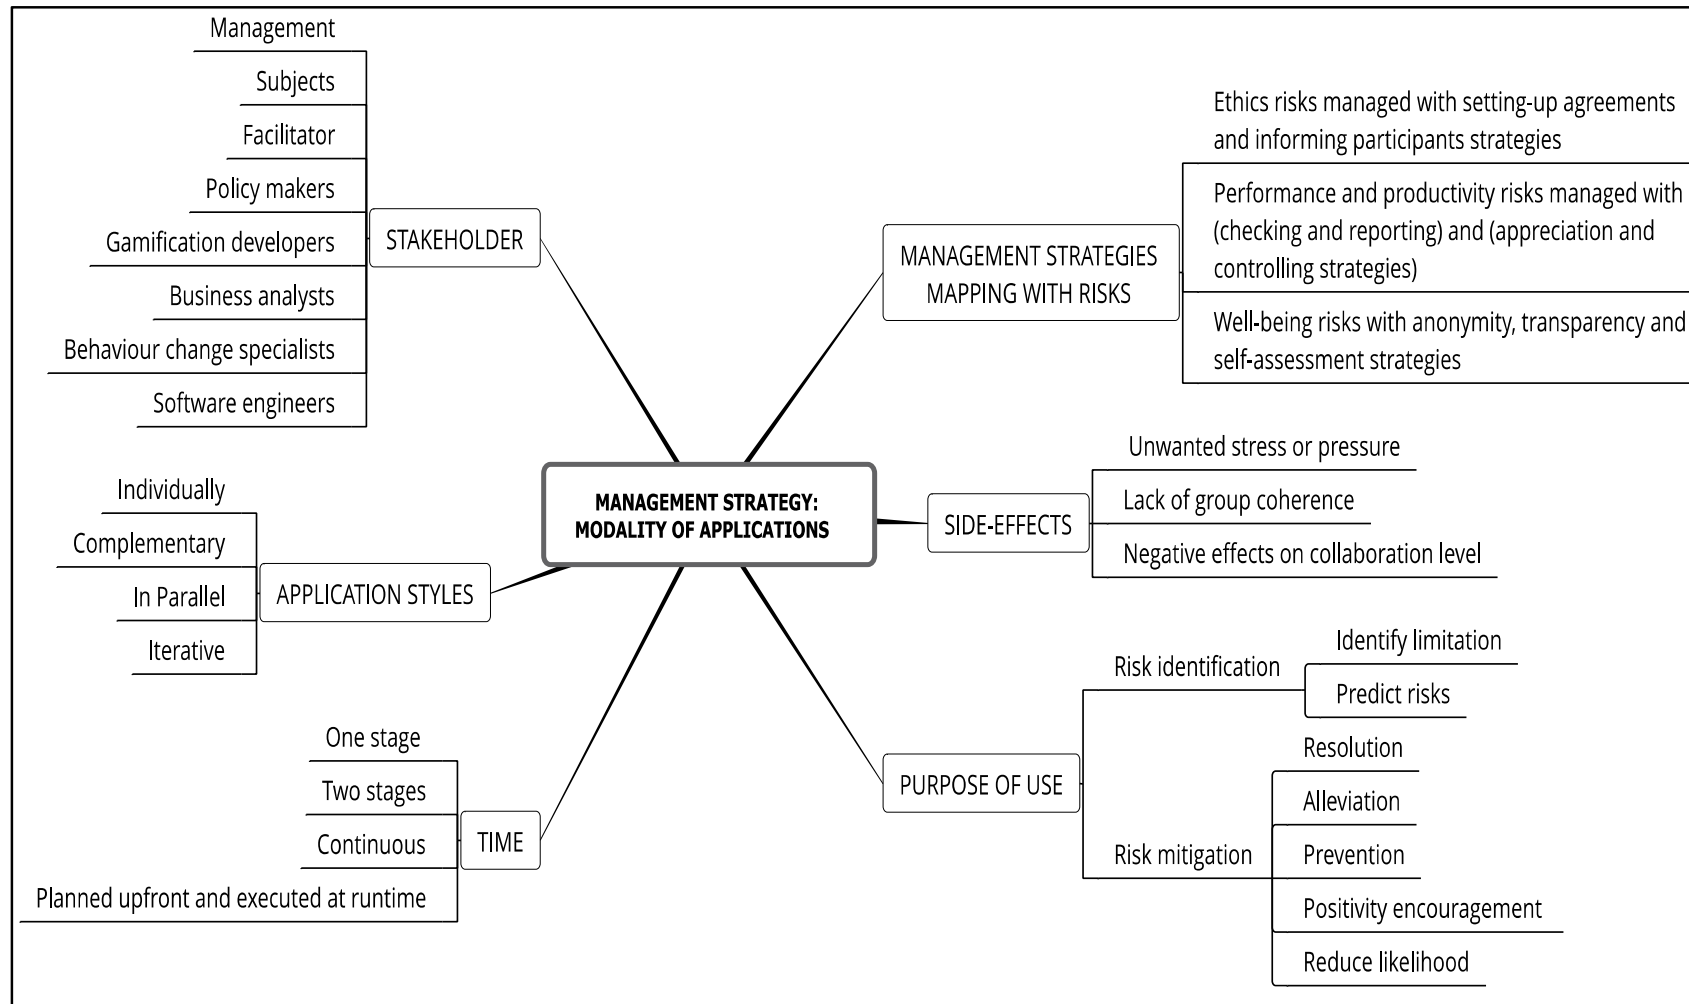 Management
Subjects
Facilitator
Policy makers
Gamification developers
Business analysts
Behaviour change specialists
Software engineers
STAKEHOLDER
Individually
Complementary
In Parallel
Iterative
APPLICATION STYLES
One stage
Two stages
Continuous
Planned upfront and executed at runtime
TIME
MANAGEMENT STRATEGY:
MODALITY OF APPLICATIONS
MANAGEMENT STRATEGIES
MAPPING WITH RISKS
Ethics risks managed with setting-up agreements
and informing participants strategies
Performance and productivity risks managed with
(checking and reporting) and (appreciation and
controlling strategies)
Well-being risks with anonymity, transparency and
self-assessment strategies
SIDE-EFFECTS
Unwanted stress or pressure
Lack of group coherence
Negative effects on collaboration level
PURPOSE OF USE
Risk identification
Identify limitation
Predict risks
Risk mitigation
Resolution
Alleviation
Prevention
Positivity encouragement
Reduce likelihood